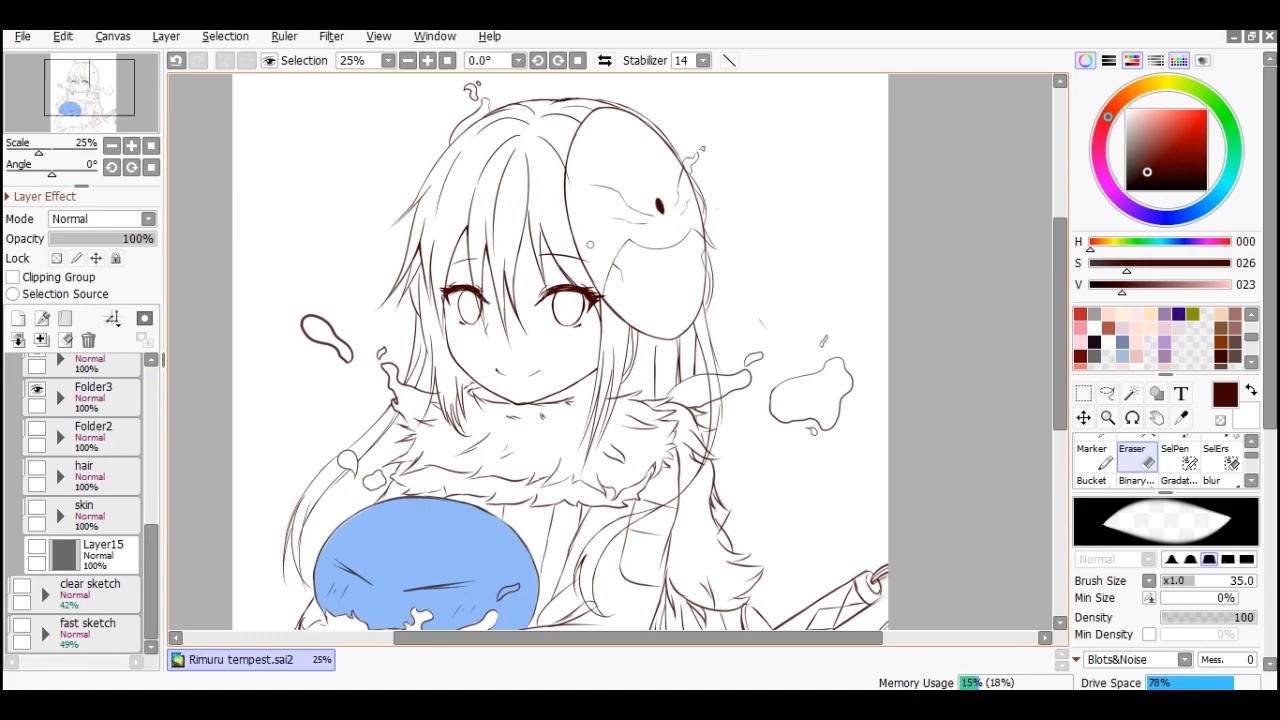 File Edit Canvas Layer Selection Ruler Filter View Window Help
Selection 25% 0.0° Stabilizer 14
Scale 25%
Angle 0°
Layer Effect
Mode Normal
Opacity 100%
Lock
Clipping Group
Selection Source
Normal
100%
Folder3
Normal
100%
Folder2
Normal
100%
hair
Normal
100%
skin
Normal
100%
Layer15
Normal
100%
clear sketch
Normal
42%
fast sketch
Normal
49%
H 000
S 026
V 023
T
Marker Eraser SelPen SelErs
Bucket Binary... Gradat... blur
Normal
Brush Size x1.0 35.0
Min Size 0%
Density 100
Min Density 0%
Blots&Noise Mess. 0
Rimuru tempest.sai2 25%
Memory Usage 15% (18%) Drive Space 78%